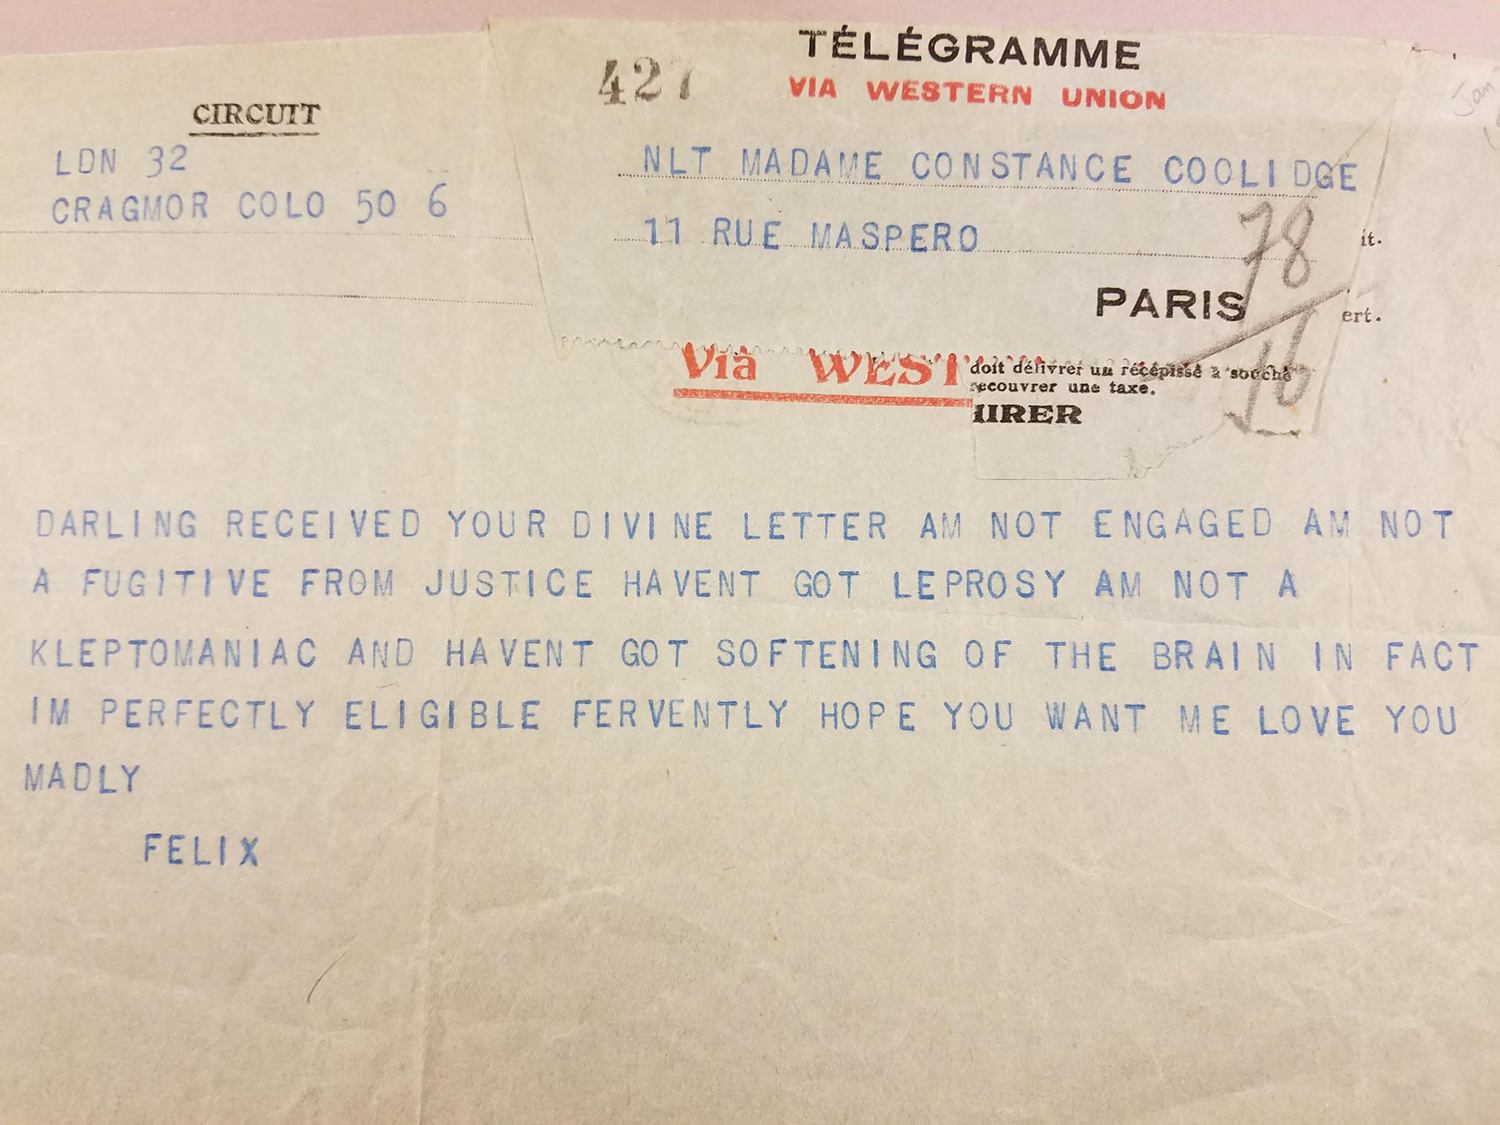 CIRCUIT
LDN 32
CRAGMOR COLO 50 6
427
TÉLÉGRAMME
VIA WESTERN UNION
NLT MADAME CONSTANCE COOLIDGE
11 RUE MASPERO
78
it.
PARIS
ert.
16
Via WEST
doit délivrer un récépissé à souche
recouvrer une taxe.
IRER
DARLING RECEIVED YOUR DIVINE LETTER AM NOT ENGAGED AM NOT
A FUGITIVE FROM JUSTICE HAVENT GOT LEPROSY AM NOT A
KLEPTOMANIAC AND HAVENT GOT SOFTENING OF THE BRAIN IN FACT
IM PERFECTLY ELIGIBLE FERVENTLY HOPE YOU WANT ME LOVE YOU
MADLY
FELIX